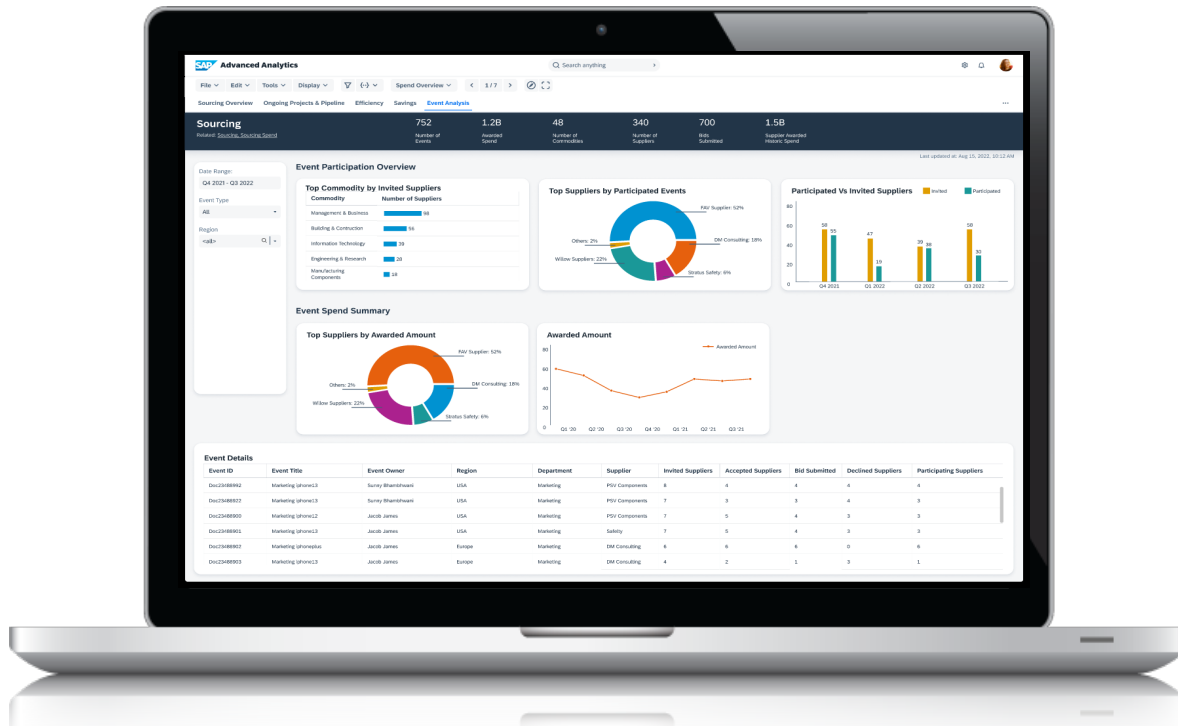 SAP Advanced Analytics
Search anything
File Edit Tools Display Spend Overview 1/7
Sourcing Overview Ongoing Projects & Pipeline Efficiency Savings Event Analysis
Sourcing
Related: Sourcing, Sourcing Spend
752 1.2B 48 340 700 1.5B
Number of Events
Awarded Spend
Number of Commodities
Number of Suppliers
Bids Submitted
Supplier Awarded Historic Spend
Last updated at: Aug 15, 2022, 10:12 AM
Date Range:
Q4 2021 - Q3 2022
Event Type
All
Region
<all>
Event Participation Overview
Top Commodity by Invited Suppliers
Commodity Number of Suppliers
Management & Business 98
Building & Contruction 56
Information Technology 38
Engineering & Research 28
Manufacturing
Components 18
Top Suppliers by Participated Events
FAV Supplier: 52%
Others: 2%
DM Consulting: 18%
Willow Suppliers: 22%
Stratus Safety: 6%
Participated Vs Invited Suppliers Invited Participated
80
60
40
20
0
55
47
19
39
38
58
30
Q4 2021 Q1 2022 Q2 2022 Q3 2022
Event Spend Summary
Top Suppliers by Awarded Amount
FAV Supplier: 52%
Others: 2%
DM Consulting: 18%
Willow Suppliers: 22%
Stratus Safety: 6%
Awarded Amount
Awarded Amount
80
60
40
20
0
Q1 '20 Q2 '20 Q3 '20 Q4 '20 Q1 '21 Q2 '21 Q3 '21
Event Details
Event ID Event Title Event Owner Region Department Supplier Invited Suppliers Accepted Suppliers Bid Submitted Declined Suppliers Participating Suppliers
Marketing iphone13 Sunny Bhambhwani USA Marketing PSV Components 8 4 4 4 4
Marketing iphone13 Sunny Bhambhwani USA Marketing PSV Components 7 3 3 4 3
Marketing iphone12 Jacob James USA Marketing PSV Components 7 5 4 3 3
Marketing iphone13 Jacob James USA Marketing 7 5 4 3 3
Marketing iphoneplus Jacob James Europe Marketing DM Consulting 6 6 6 0 6
Marketing iphone13 Jacob James Europe Marketing DM Consulting 4 2 1 3 1